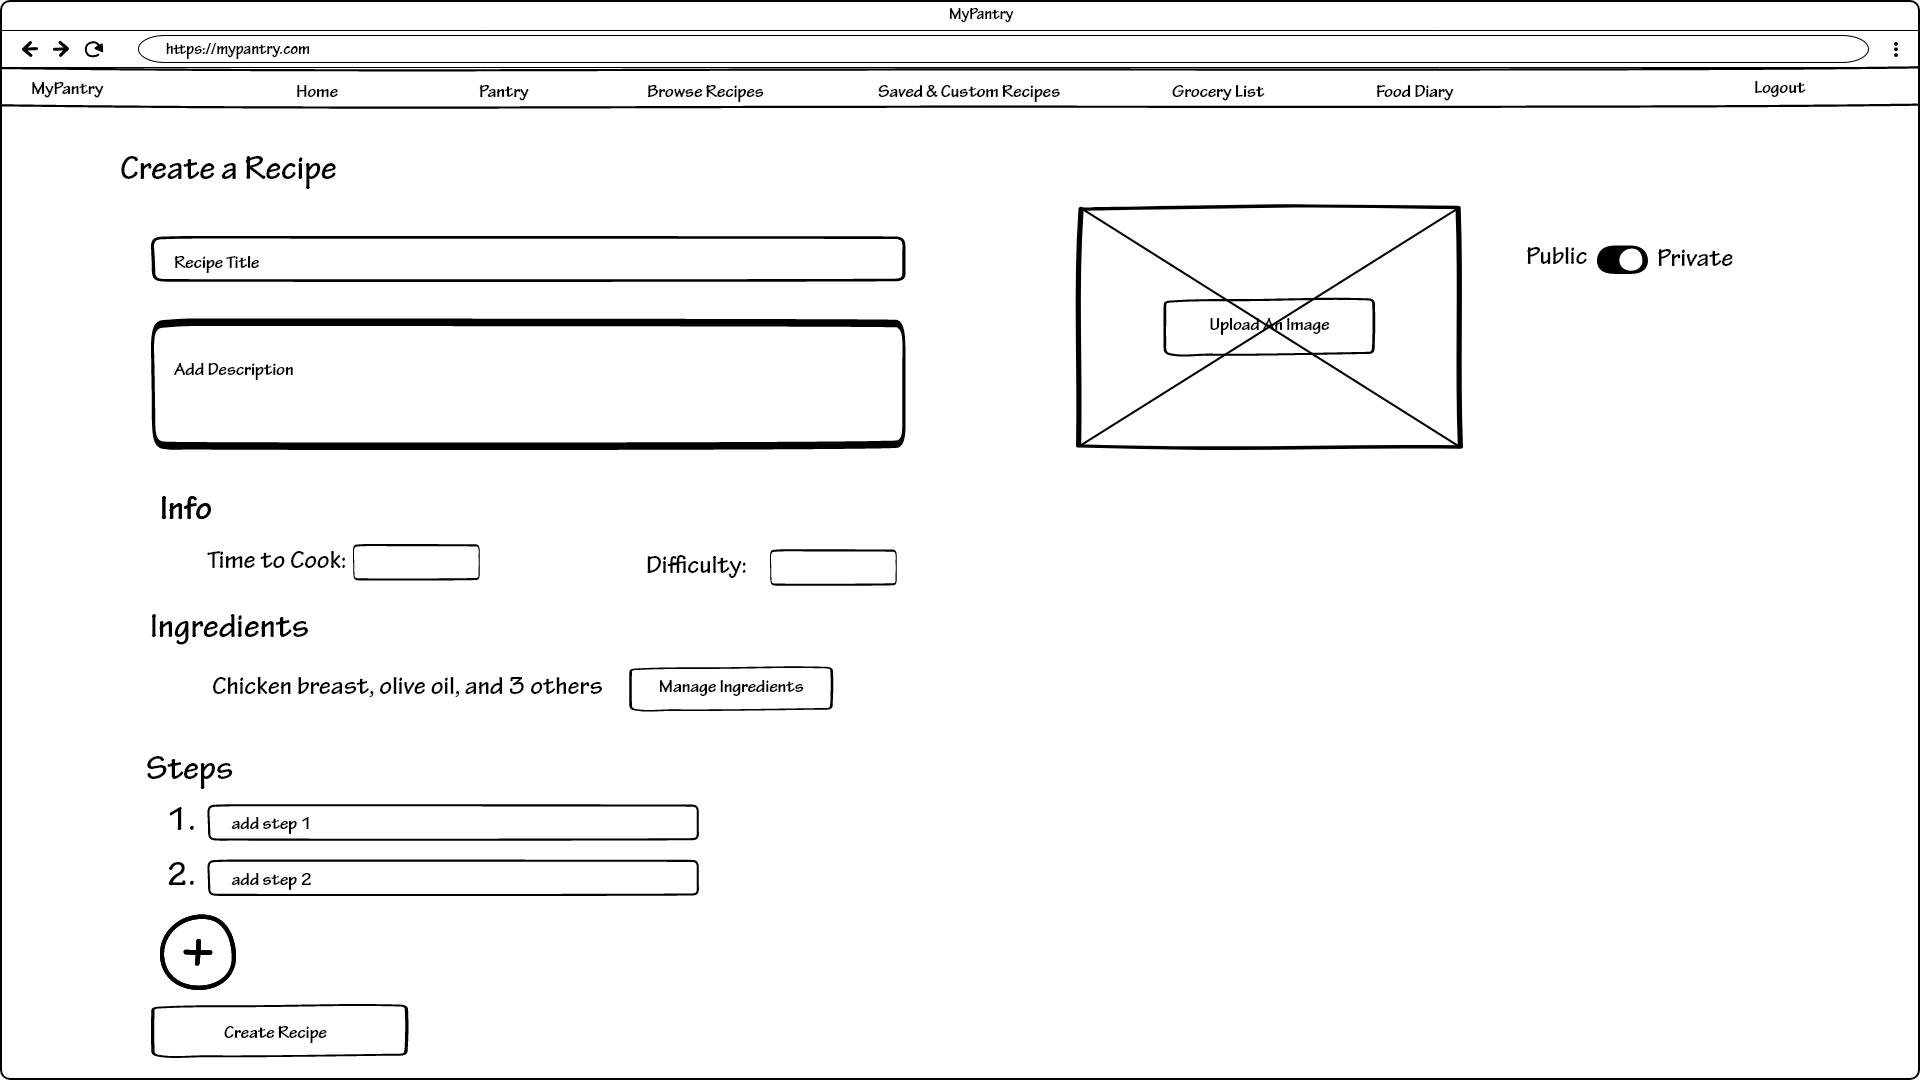 MyPantry
https://mypantry.com
MyPantry Home Pantry Browse Recipes Saved & Custom Recipes Grocery List Food Diary Logout
Create a Recipe
Recipe Title
Add Description
Upload An Image
Public Private
Info
Time to Cook: Difficulty:
Ingredients
Chicken breast, olive oil, and 3 others Manage Ingredients
Steps
1. add step 1
2. add step 2
+
Create Recipe